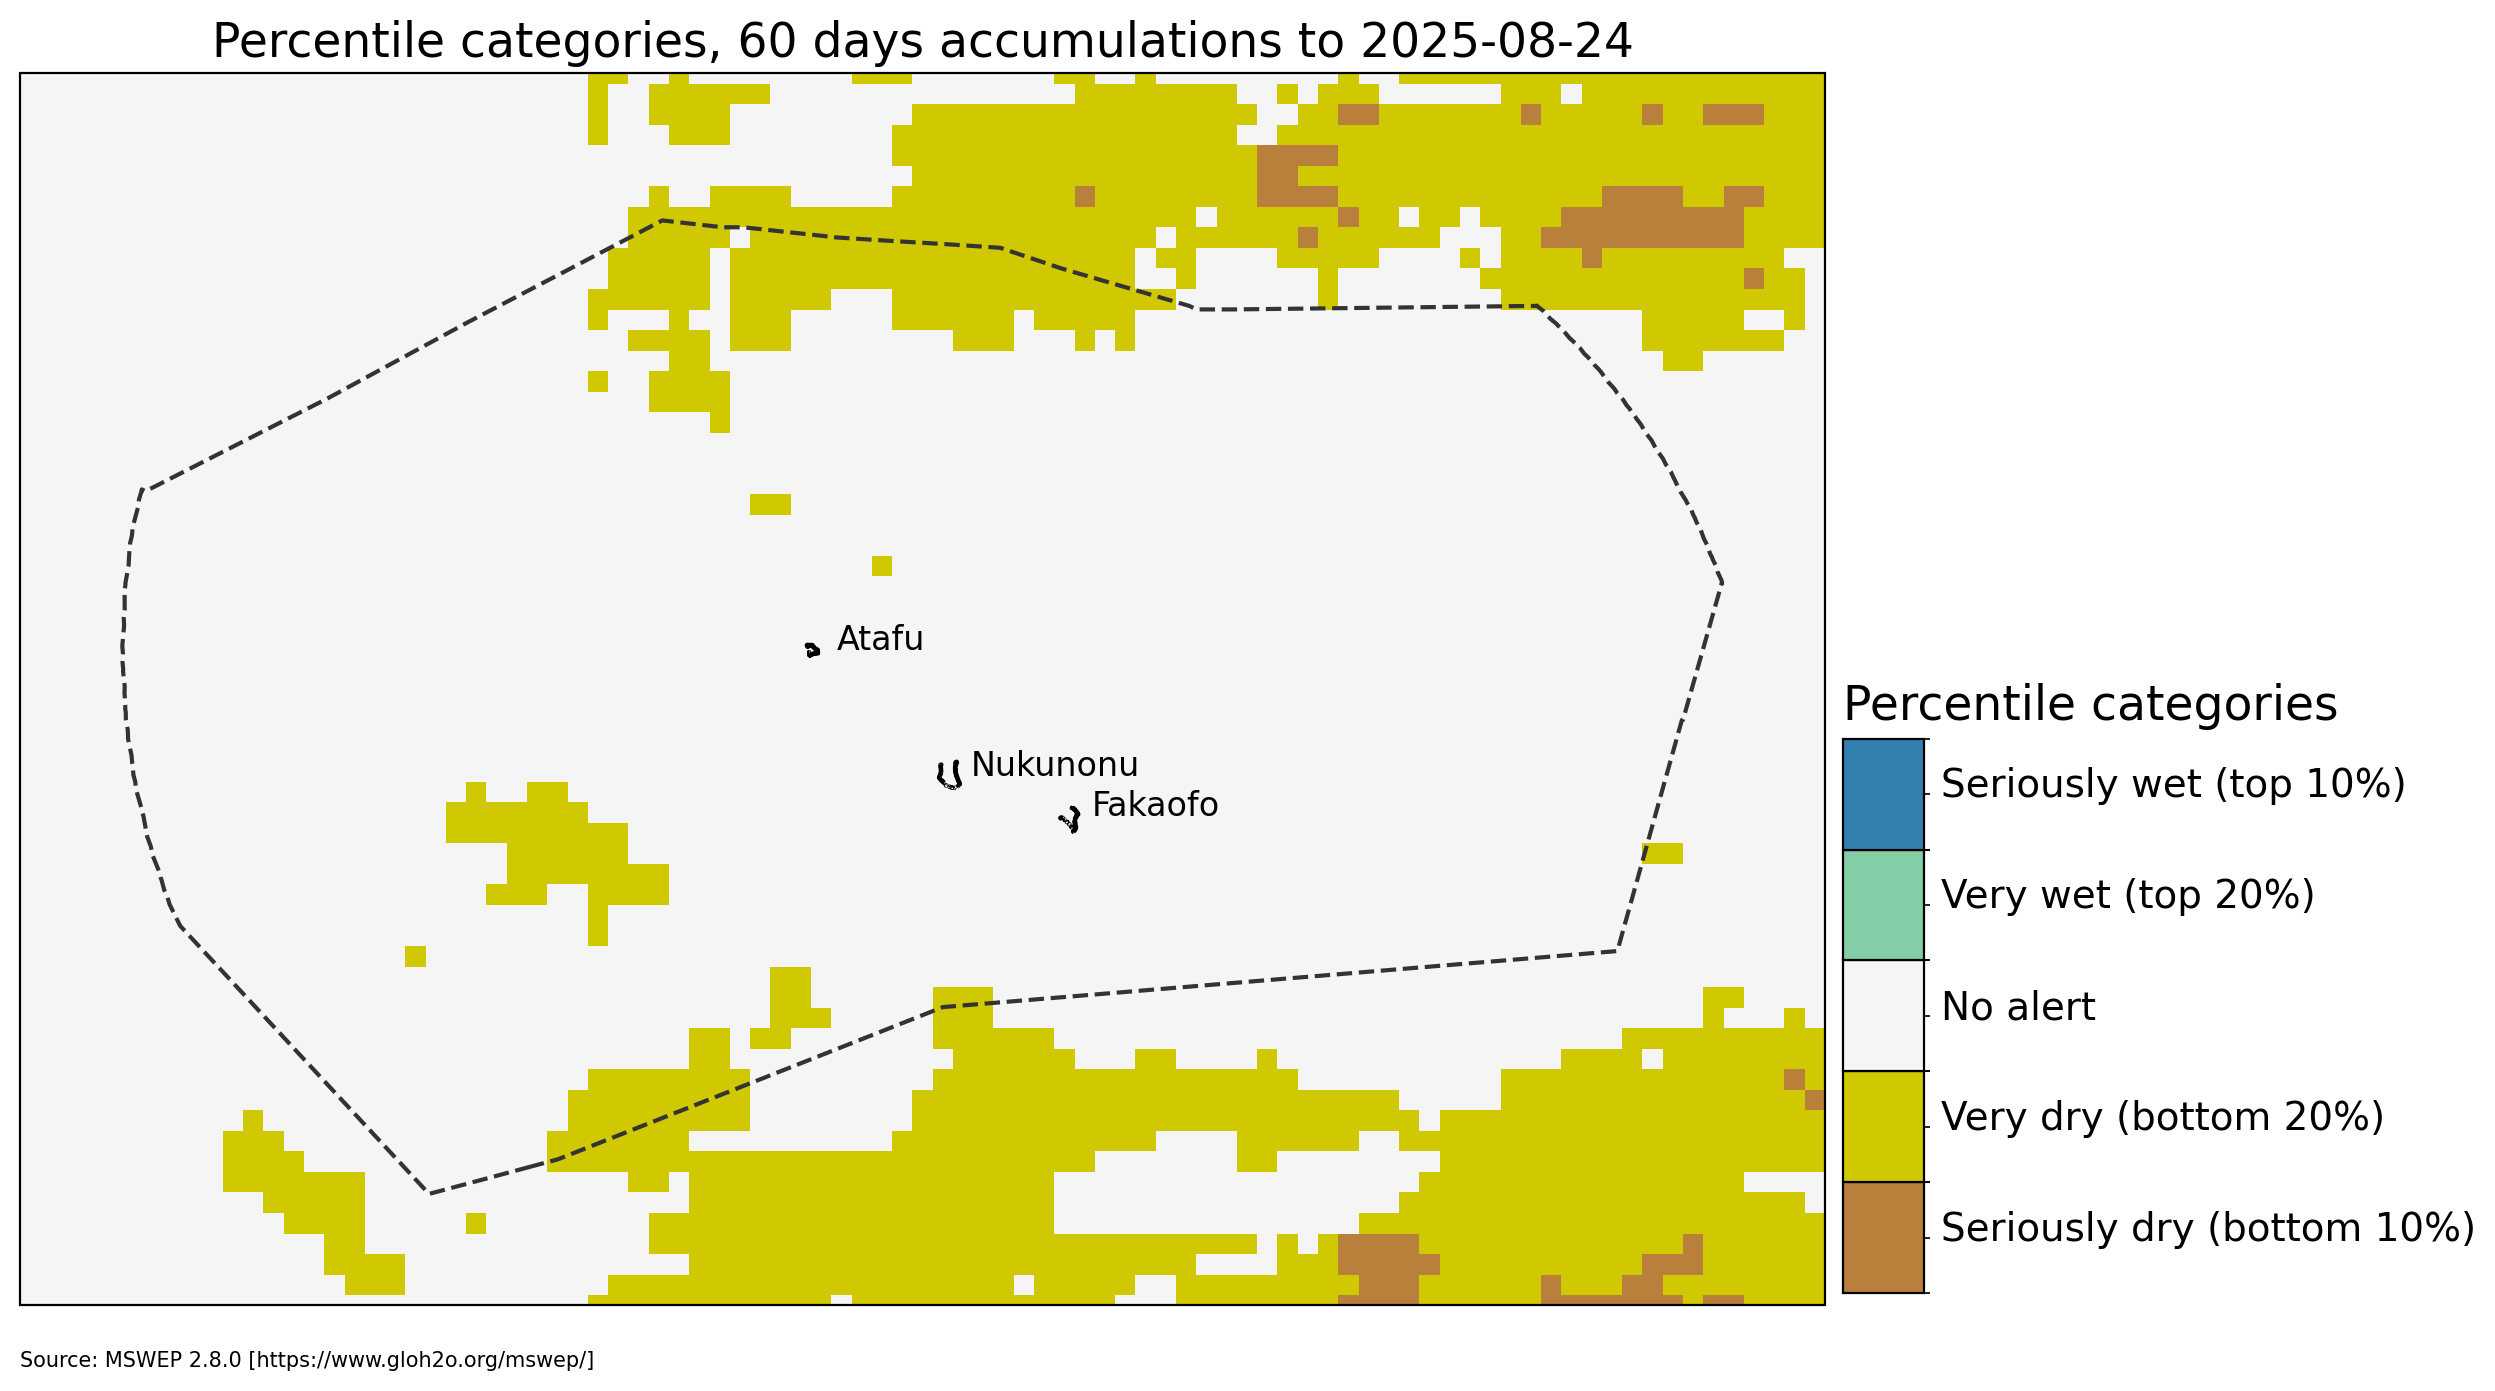 Percentile categories, 60 days accumulations to 2025-08-24
Atafu
Nukunonu
Fakaofo
Percentile categories
Seriously wet (top 10%)
Very wet (top 20%)
No alert
Very dry (bottom 20%)
Seriously dry (bottom 10%)
Source: MSWEP 2.8.0 [https://www.gloh2o.org/mswep/]